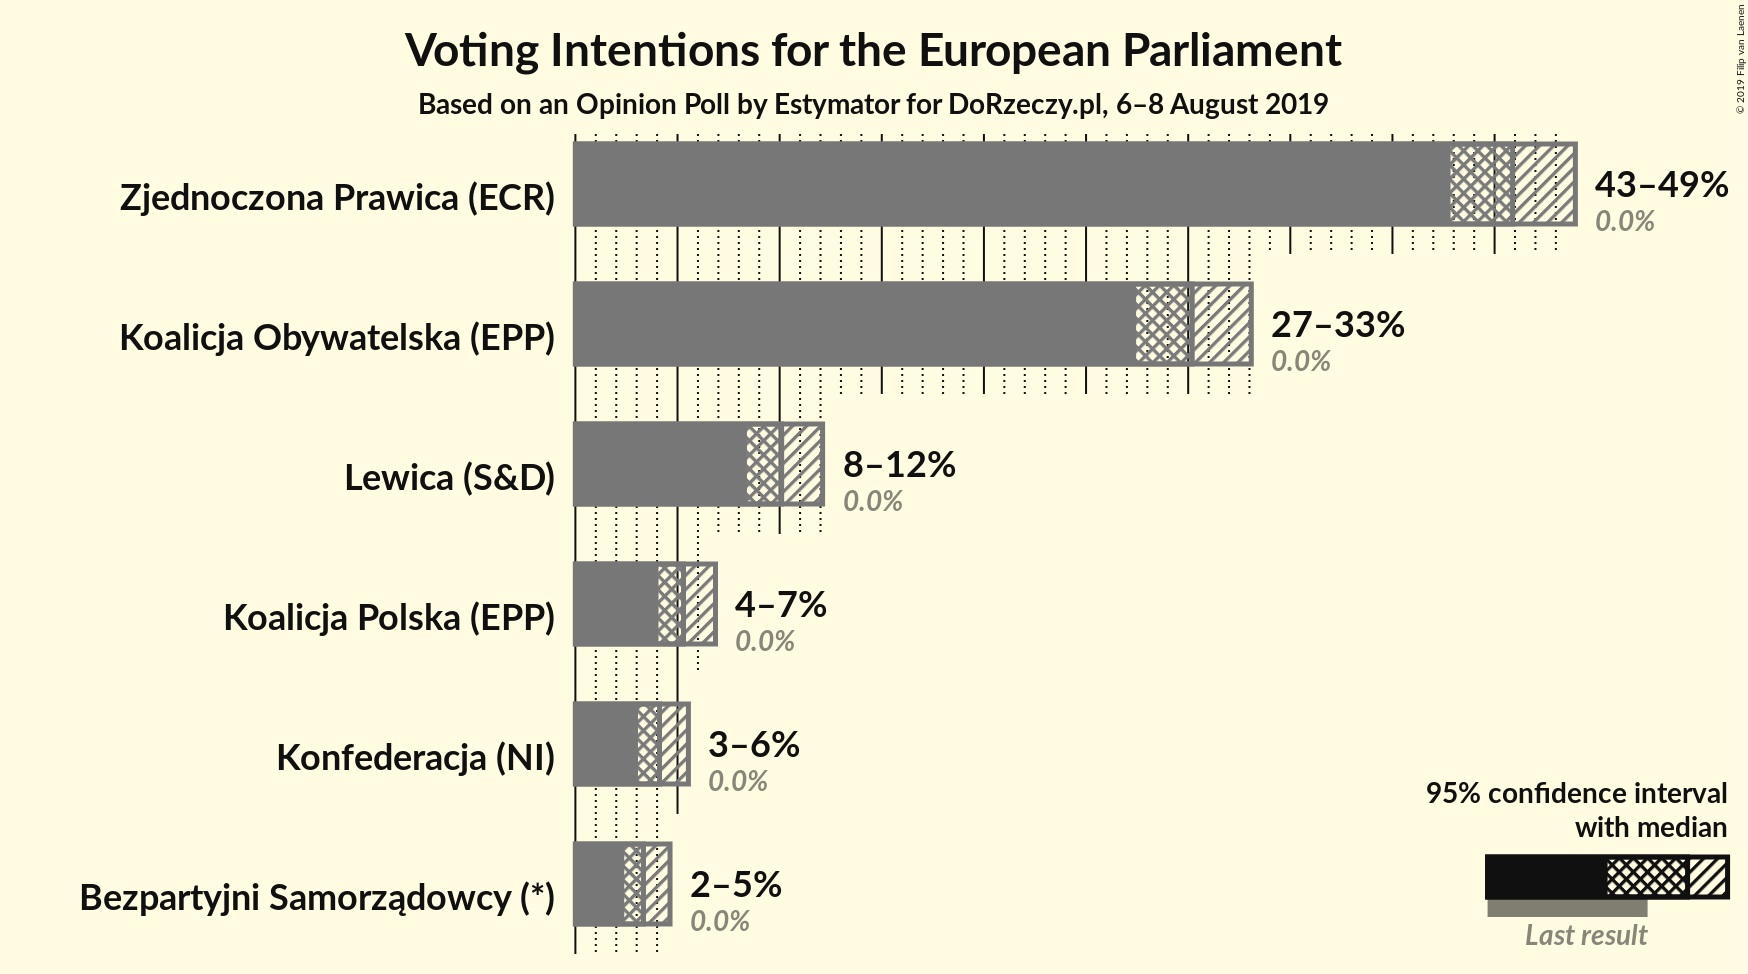 Voting Intentions for the European Parliament
Based on an Opinion Poll by Estymator for DoRzeczy.pl, 6–8 August 2019
© 2019 Filip van Laenen
Zjednoczona Prawica (ECR)
43–49%
0.0%
Koalicja Obywatelska (EPP)
27–33%
0.0%
Lewica (S&D)
8–12%
0.0%
Koalicja Polska (EPP)
4–7%
0.0%
Konfederacja (NI)
3–6%
0.0%
Bezpartyjni Samorządowcy (*)
2–5%
0.0%
95% confidence interval
with median
Last result